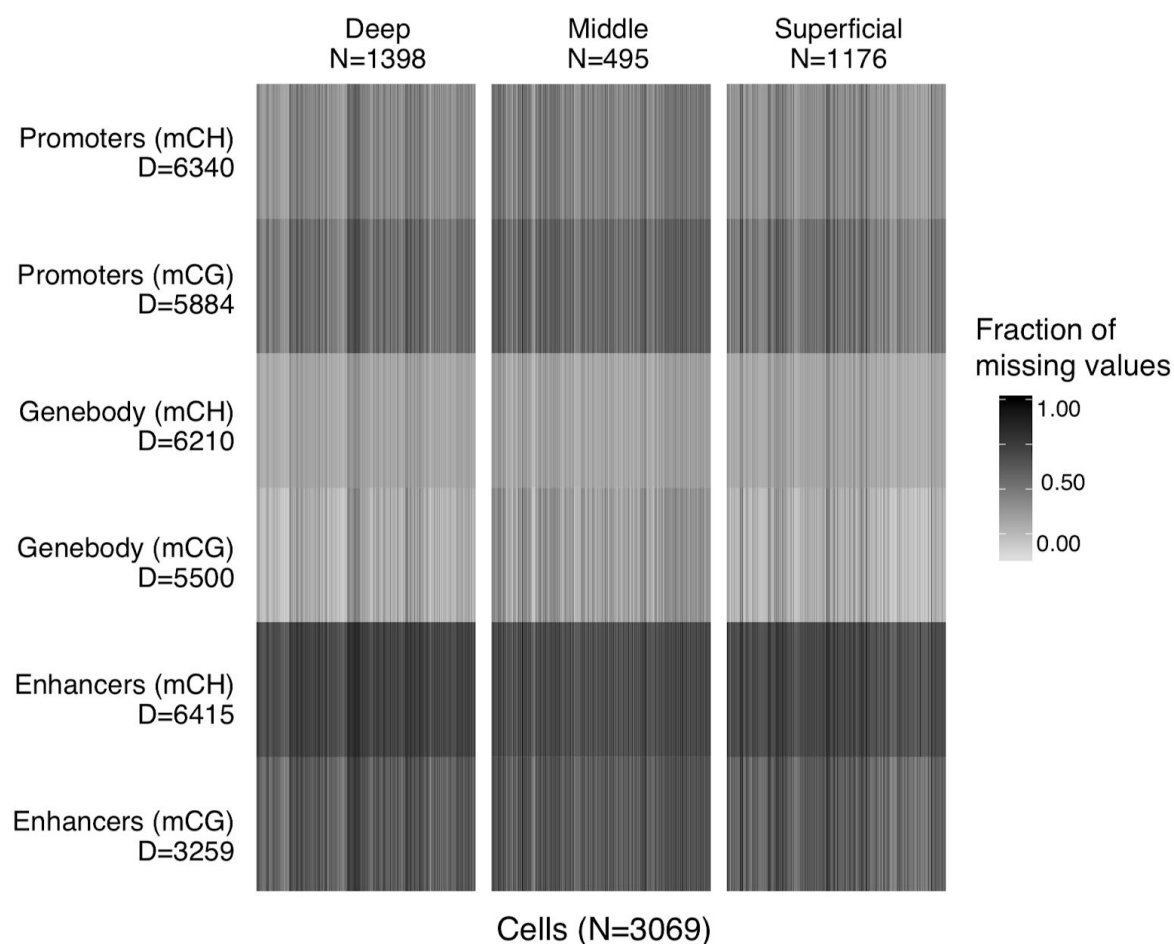 Deep
N=1398
Middle
N=495
Superficial
N=1176
Promoters (mCH)
D=6340
Promoters (mCG)
D=5884
Genebody (mCH)
D=6210
Genebody (mCG)
D=5500
Enhancers (mCH)
D=6415
Enhancers (mCG)
D=3259
Fraction of
missing values
1.00
0.50
0.00
Cells (N=3069)